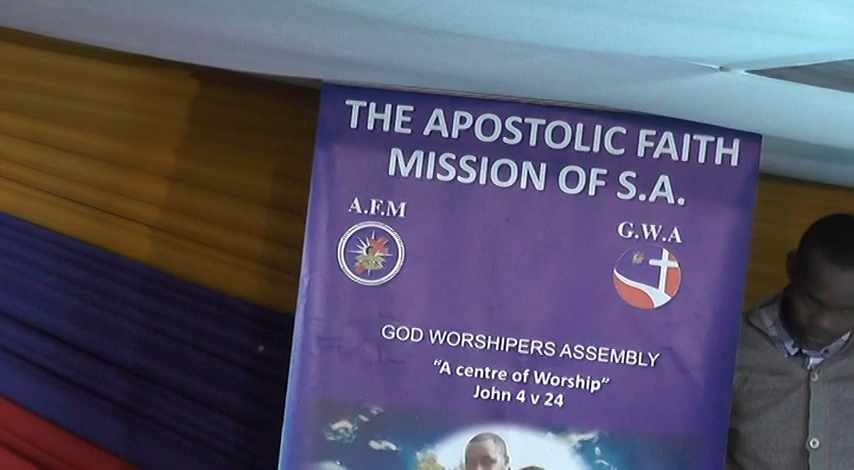 THE APOSTOLIC FAITH
MISSION OF S.A.
A.F.M
G.W.A
GOD WORSHIPERS ASSEMBLY
"A centre of Worship"
John 4 v 24